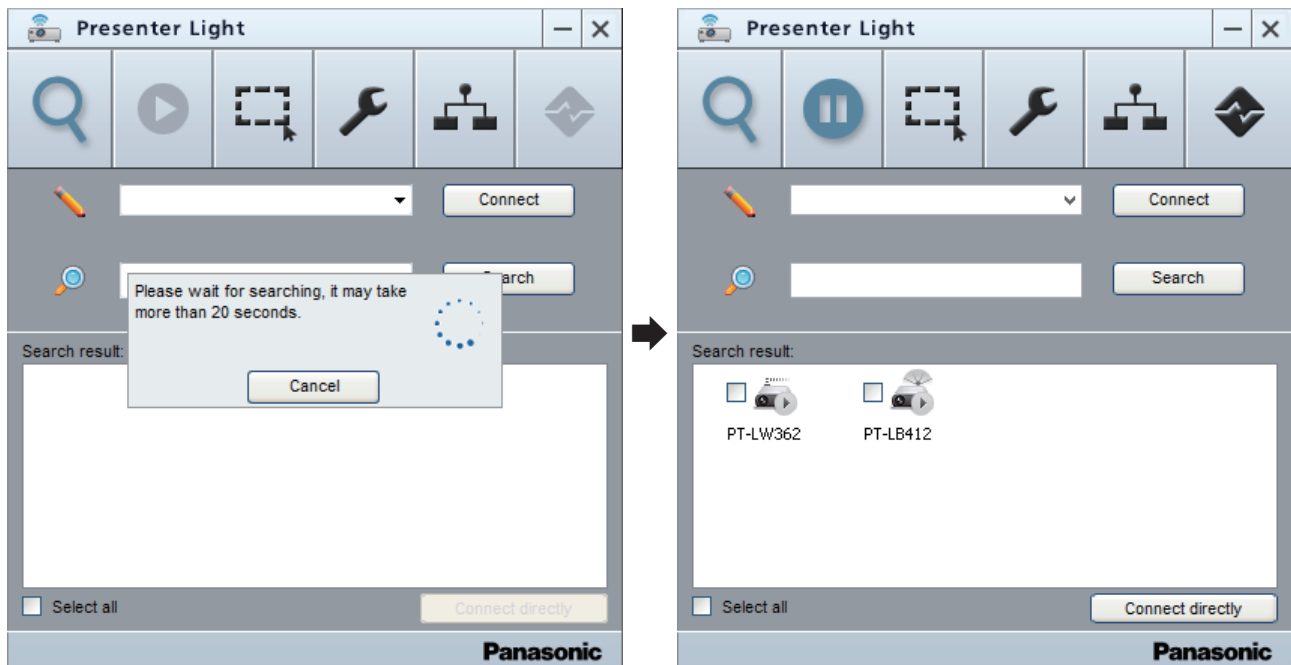 Presenter Light
Connect
Search
Please wait for searching, it may take
more than 20 seconds.
Cancel
Search result:
Select all
Connect directly
Panasonic
Presenter Light
Connect
Search
Search result:
PT-LW362
PT-LB412
Select all
Connect directly
Panasonic